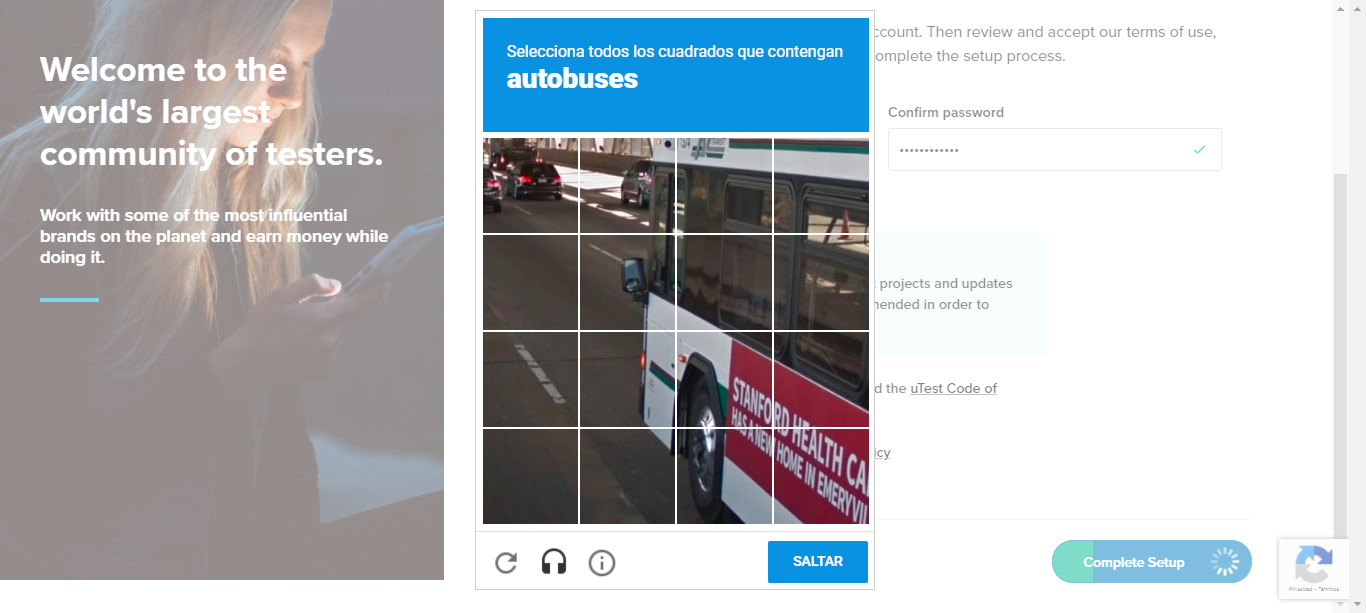 Welcome to the
world's largest
community of testers.
Work with some of the most influential
brands on the planet and earn money while
doing it.
Selecciona todos los cuadrados que contengan
autobuses
STANFORD HEALTH CA
HAS A NEW HOME IN EMERYVIL
SALTAR
ccount. Then review and accept our terms of use,
omplete the setup process.
Confirm password
••••••••••••
t projects and updates
mended in order to
d the uTest Code of
icy
Complete Setup
Privacidad - Términos